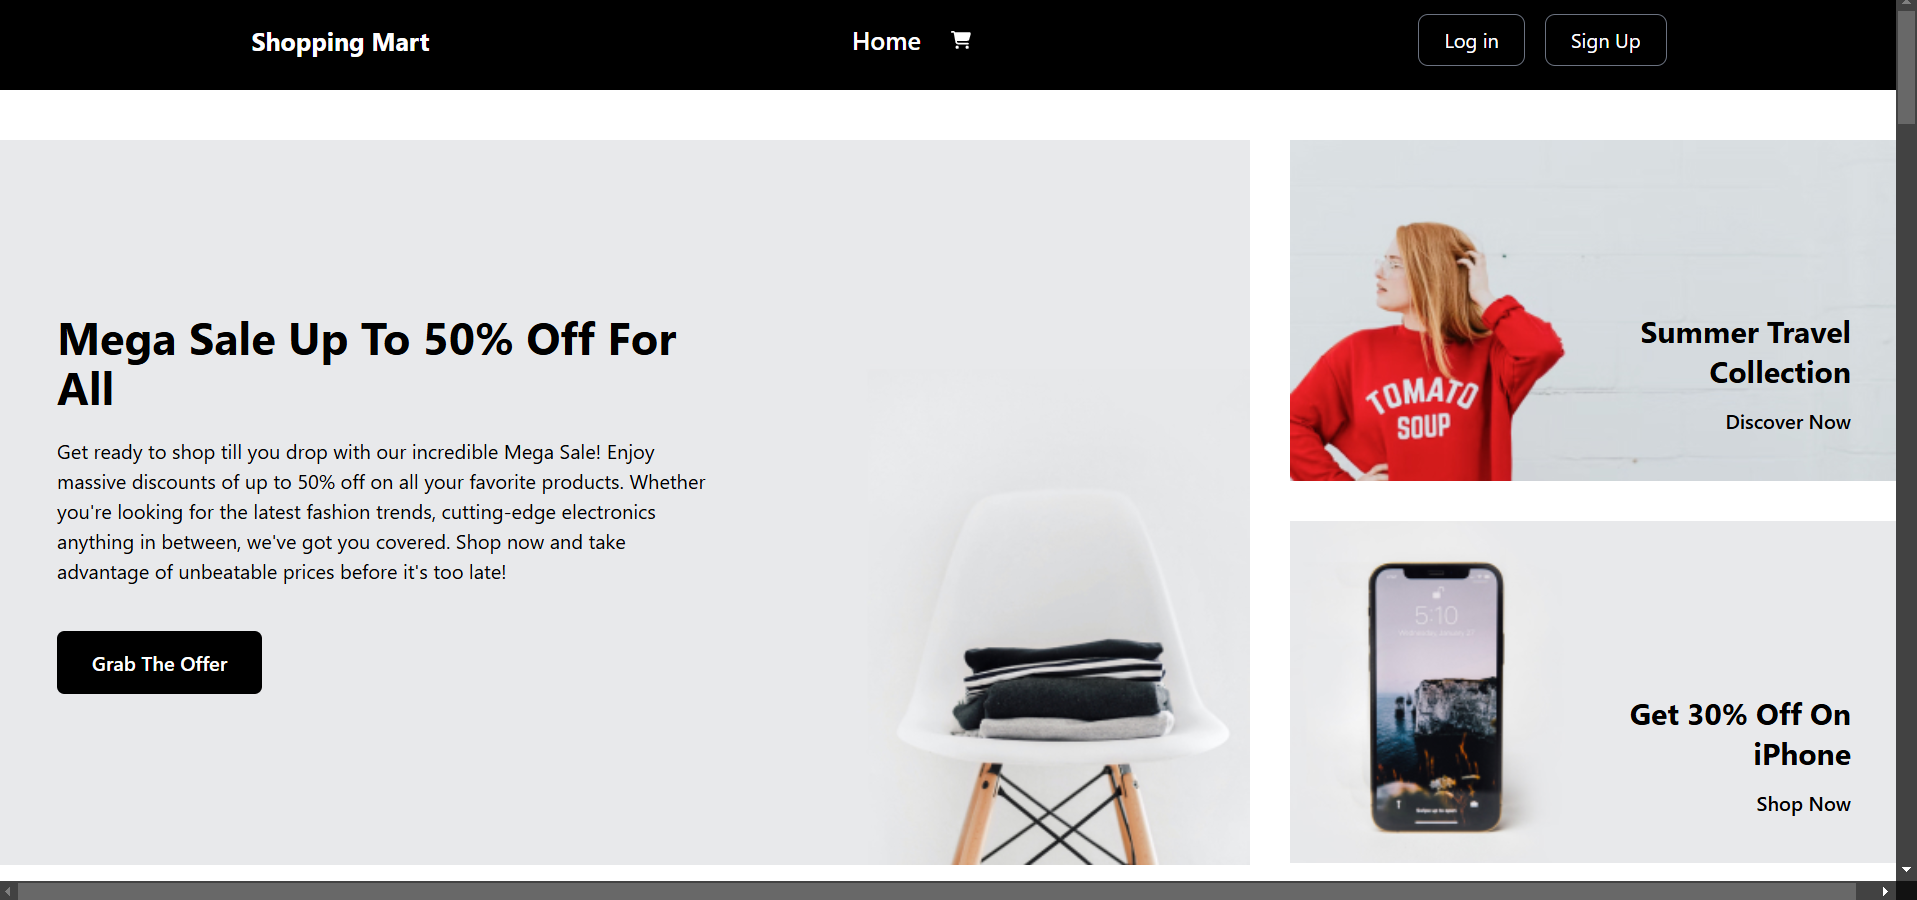 Shopping Mart
Home
Log in
Sign Up
Mega Sale Up To 50% Off For
All
Get ready to shop till you drop with our incredible Mega Sale! Enjoy
massive discounts of up to 50% off on all your favorite products. Whether
you're looking for the latest fashion trends, cutting-edge electronics
anything in between, we've got you covered. Shop now and take
advantage of unbeatable prices before it's too late!
Grab The Offer
TOMATO
SOUP
Summer Travel
Collection
Discover Now
5:10
Get 30% Off On
iPhone
Shop Now